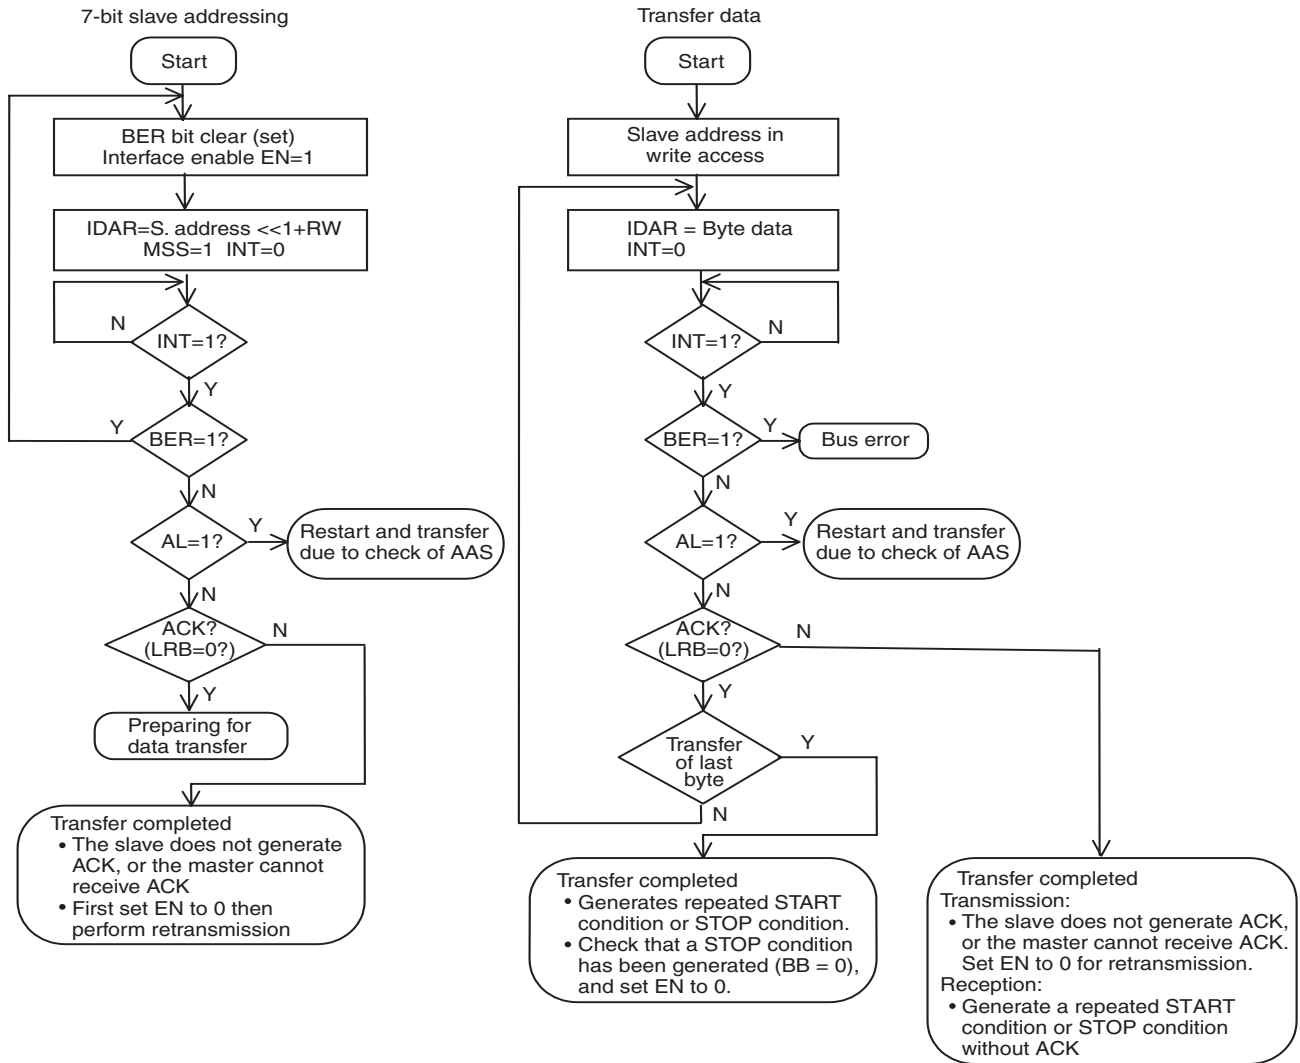 7-bit slave addressing
Start
BER bit clear (set)
Interface enable EN=1
IDAR=S. address <<1+RW
MSS=1 INT=0
N
INT=1?
Y
Y
BER=1?
N
AL=1?
Y
Restart and transfer
due to check of AAS
N
ACK?
(LRB=0?)
N
Y
Preparing for
data transfer
Transfer completed
• The slave does not generate
ACK, or the master cannot
receive ACK
• First set EN to 0 then
perform retransmission
Transfer data
Start
Slave address in
write access
IDAR = Byte data
INT=0
INT=1?
N
Y
BER=1?
Y
Bus error
N
AL=1?
Y
Restart and transfer
due to check of AAS
N
ACK?
(LRB=0?)
N
Y
Transfer
of last
byte
Y
N
Transfer completed
• Generates repeated START
condition or STOP condition.
• Check that a STOP condition
has been generated (BB = 0),
and set EN to 0.
Transfer completed
Transmission:
• The slave does not generate ACK,
or the master cannot receive ACK.
Set EN to 0 for retransmission.
Reception:
• Generate a repeated START
condition or STOP condition
without ACK